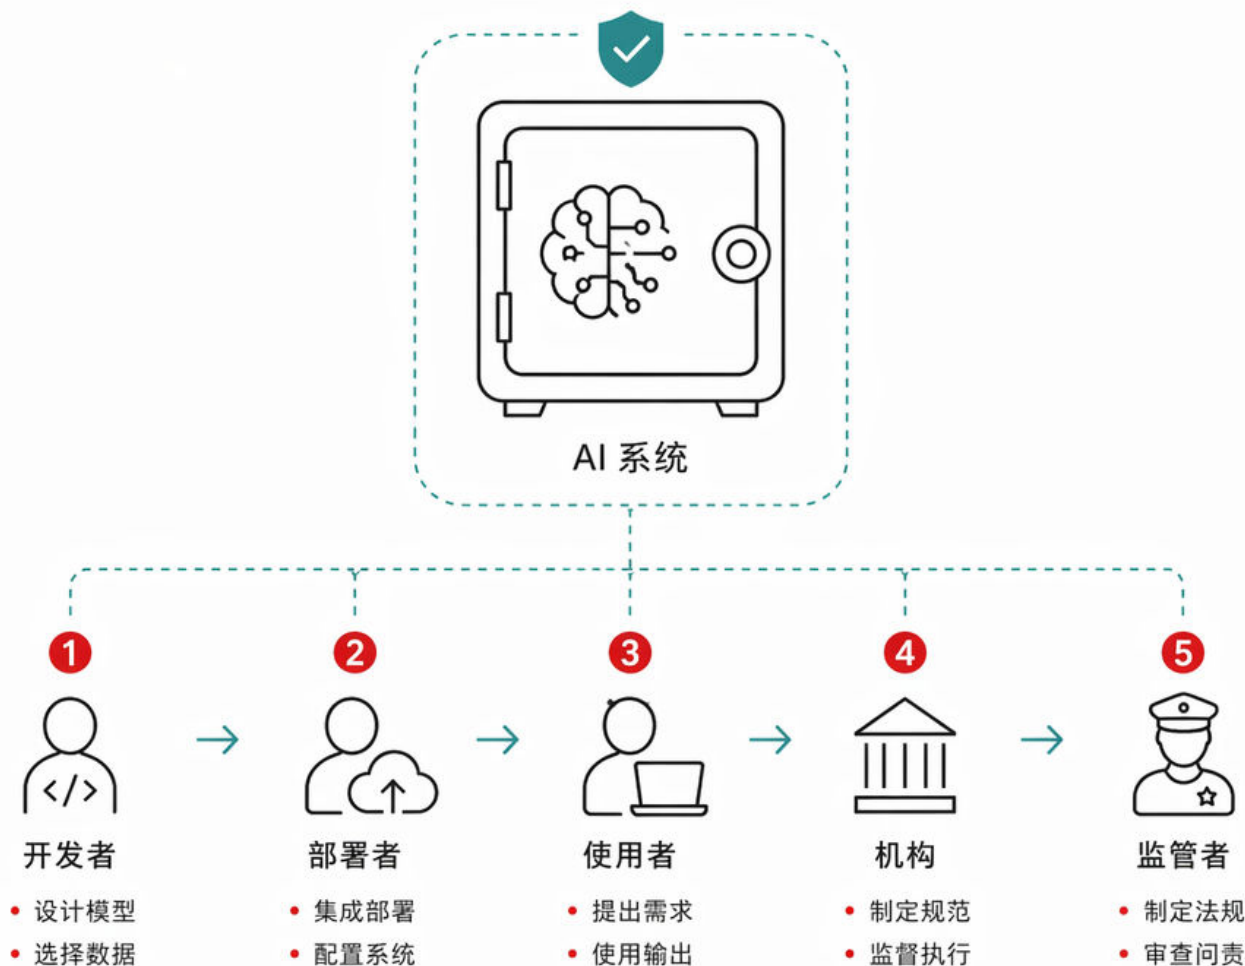 AI 系统
1
2
3
4
5
</>
开发者
部署者
使用者
机构
监管者
• 设计模型
• 选择数据
• 集成部署
• 配置系统
• 提出需求
• 使用输出
• 制定规范
• 监督执行
• 制定法规
• 审查问责